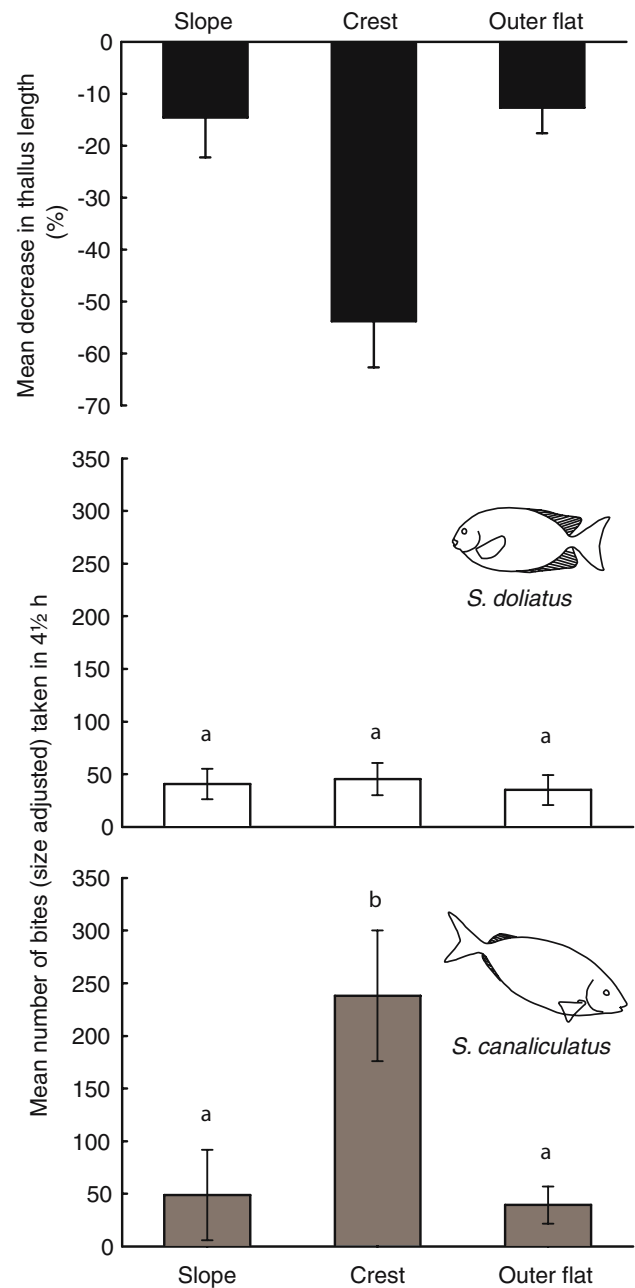 Slope Crest Outer flat
Mean decrease in thallus length
(%)
0
-10
-20
-30
-40
-50
-60
-70
Mean number of bites (size adjusted) taken in 4½ h
350
300
250
200
150
100
50
0
S. doliatus
a a a
350
300
250
200
150
100
50
0
b
S. canaliculatus
a a
Slope Crest Outer flat